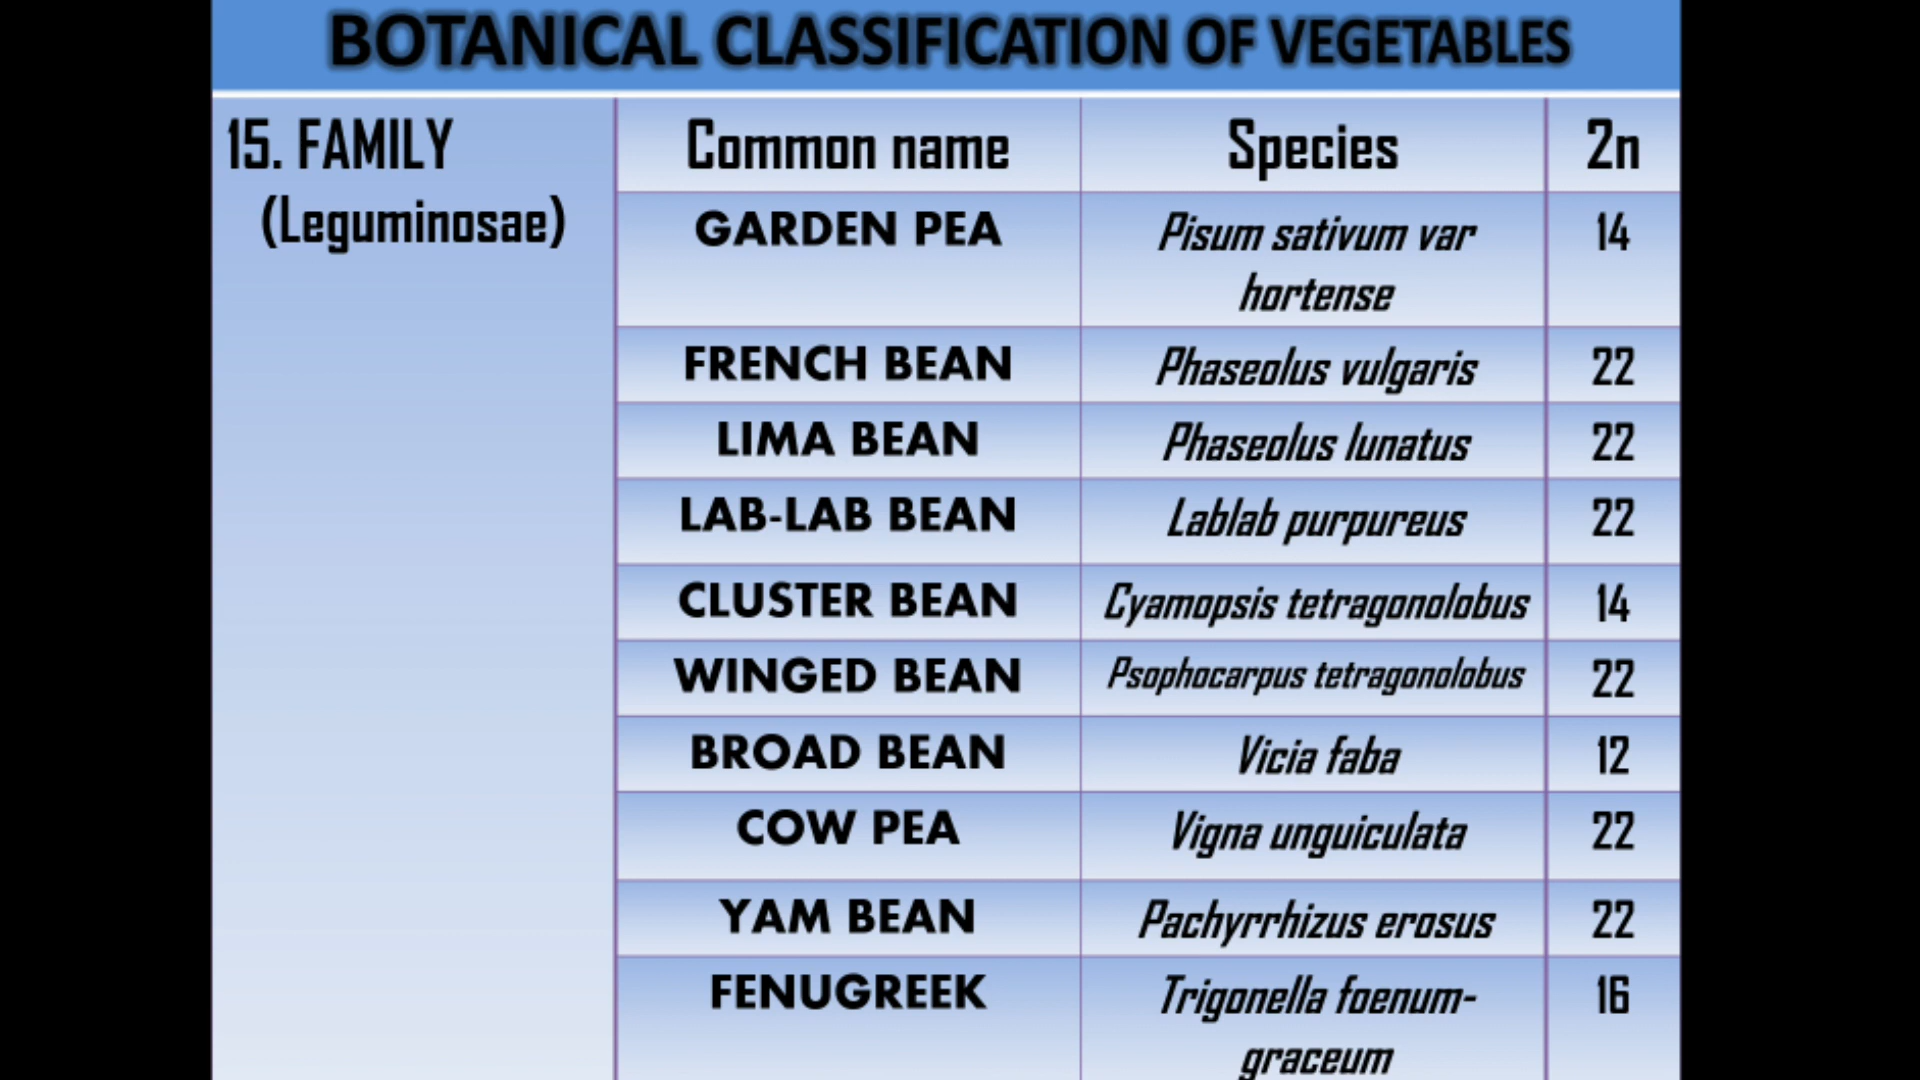 BOTANICAL CLASSIFICATION OF VEGETABLES
15. FAMILY
(Leguminosae)
Common name Species 2n
GARDEN PEA Pisum sativum var 14
hortense
FRENCH BEAN Phaseolus vulgaris 22
LIMA BEAN Phaseolus lunatus 22
LAB-LAB BEAN Lablab purpureus 22
CLUSTER BEAN Cyamopsis tetragonolobus 14
WINGED BEAN Psophocarpus tetragonolobus 22
BROAD BEAN Vicia faba 12
COW PEA Vigna unguiculata 22
YAM BEAN Pachyrrhizus erosus 22
FENUGREEK Trigonella foenum- 16
graceum